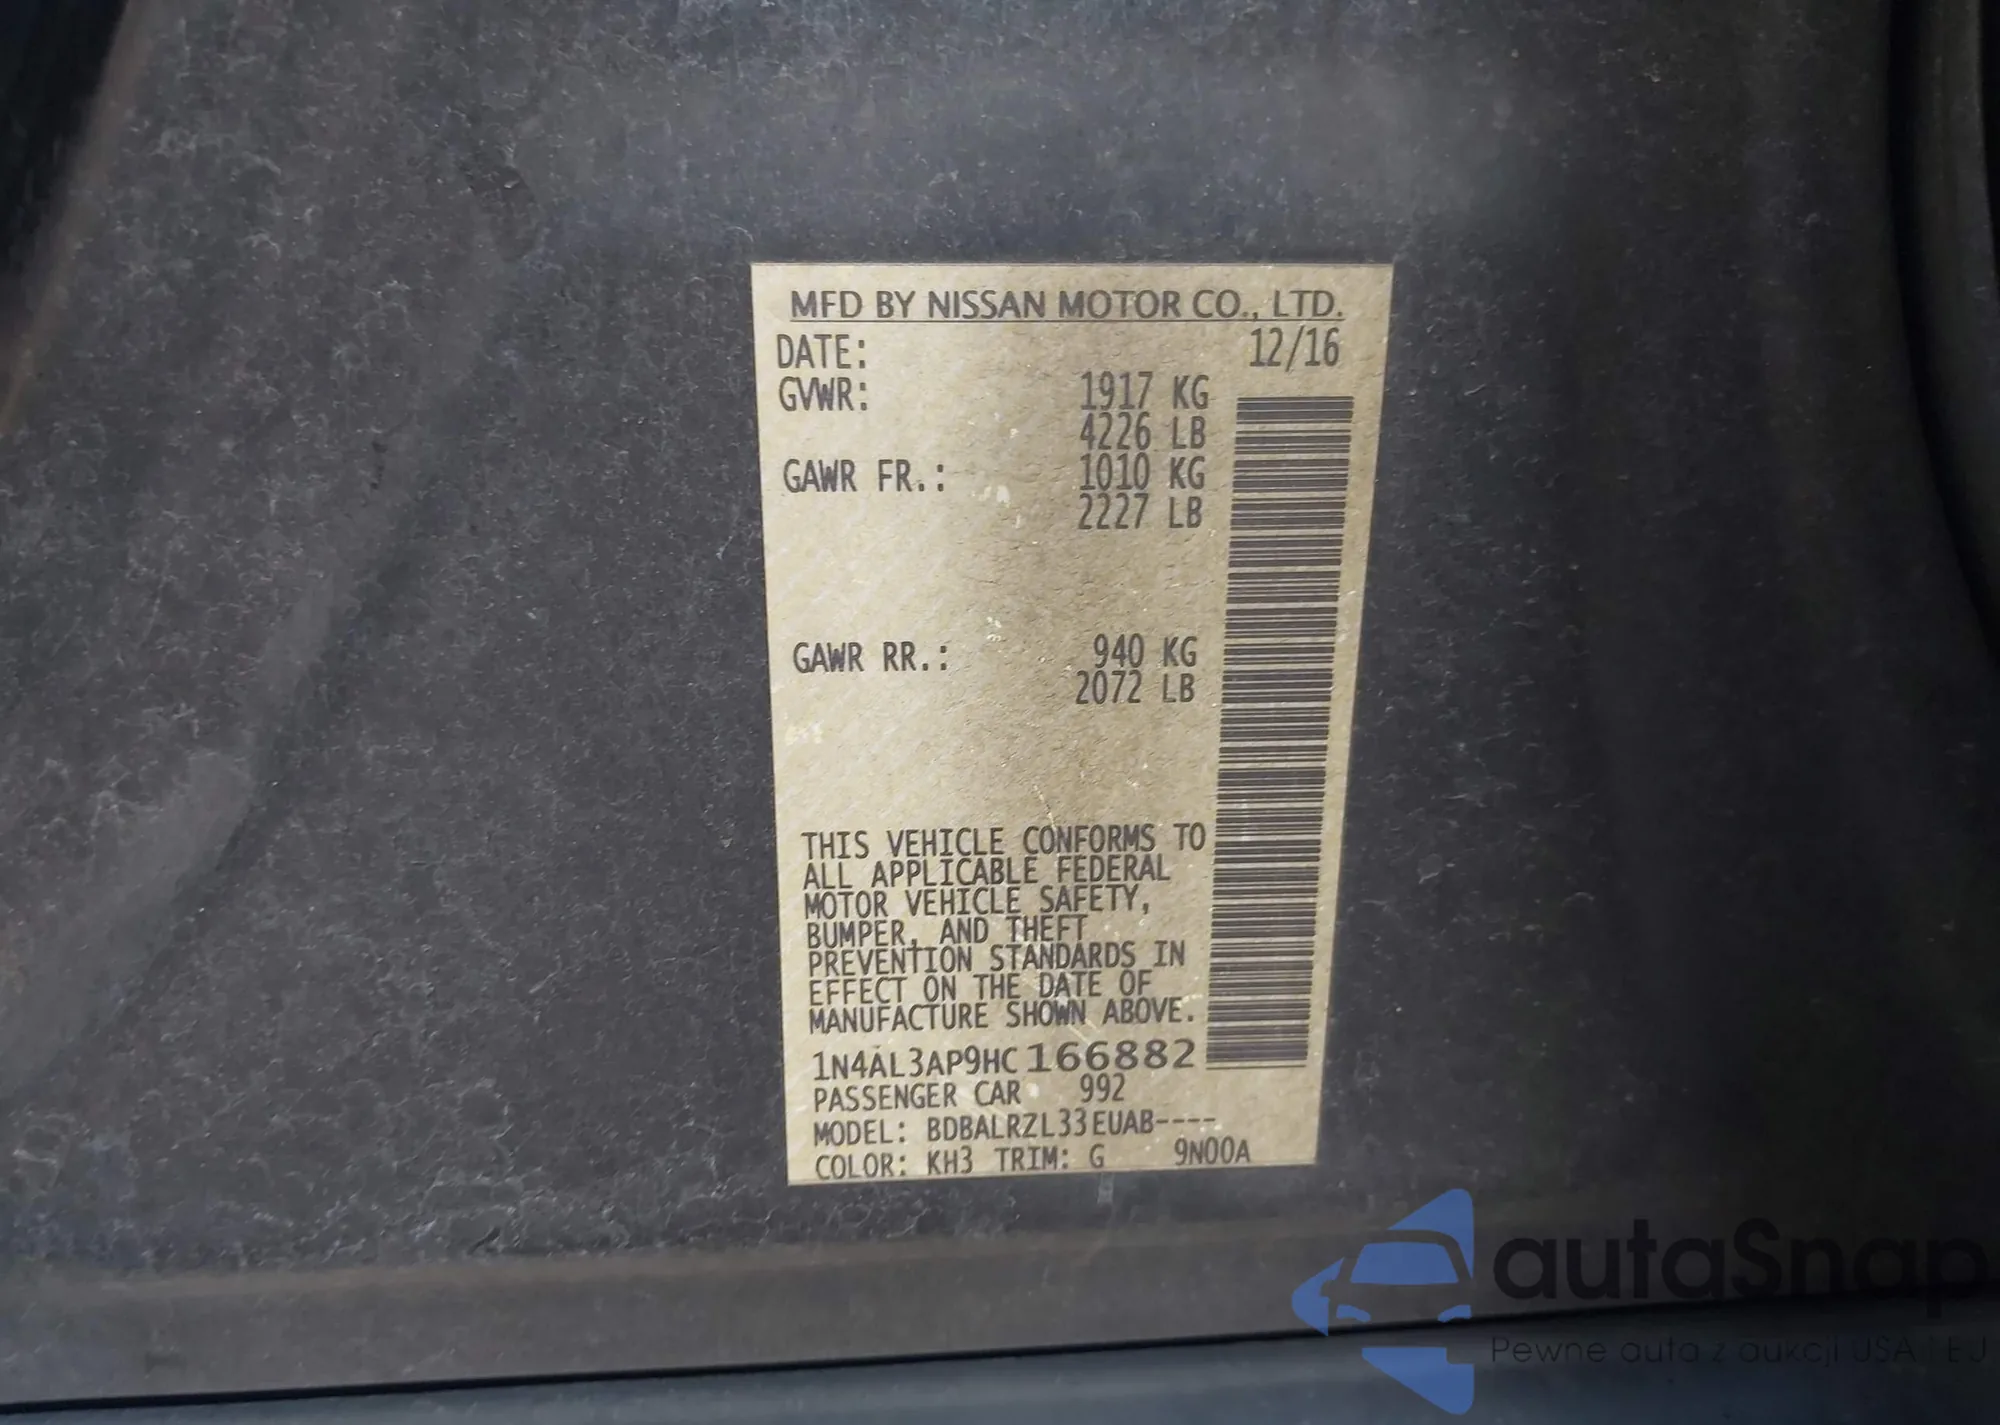 MFD BY NISSAN MOTOR CO., LTD.
DATE: 12/16
GVWR: 1917 KG
4226 LB
GAWR FR.: 1010 KG
2227 LB
GAWR RR.: 940 KG
2072 LB
THIS VEHICLE CONFORMS TO
ALL APPLICABLE FEDERAL
MOTOR VEHICLE SAFETY,
BUMPER, AND THEFT
PREVENTION STANDARDS IN
EFFECT ON THE DATE OF
MANUFACTURE SHOWN ABOVE.
1N4AL3AP9HC166882
PASSENGER CAR 992
MODEL: BDBALRZL33EUAB----
COLOR: KH3 TRIM: G 9N00A
autaSnap
Pewne auta z aukcji USA i EU